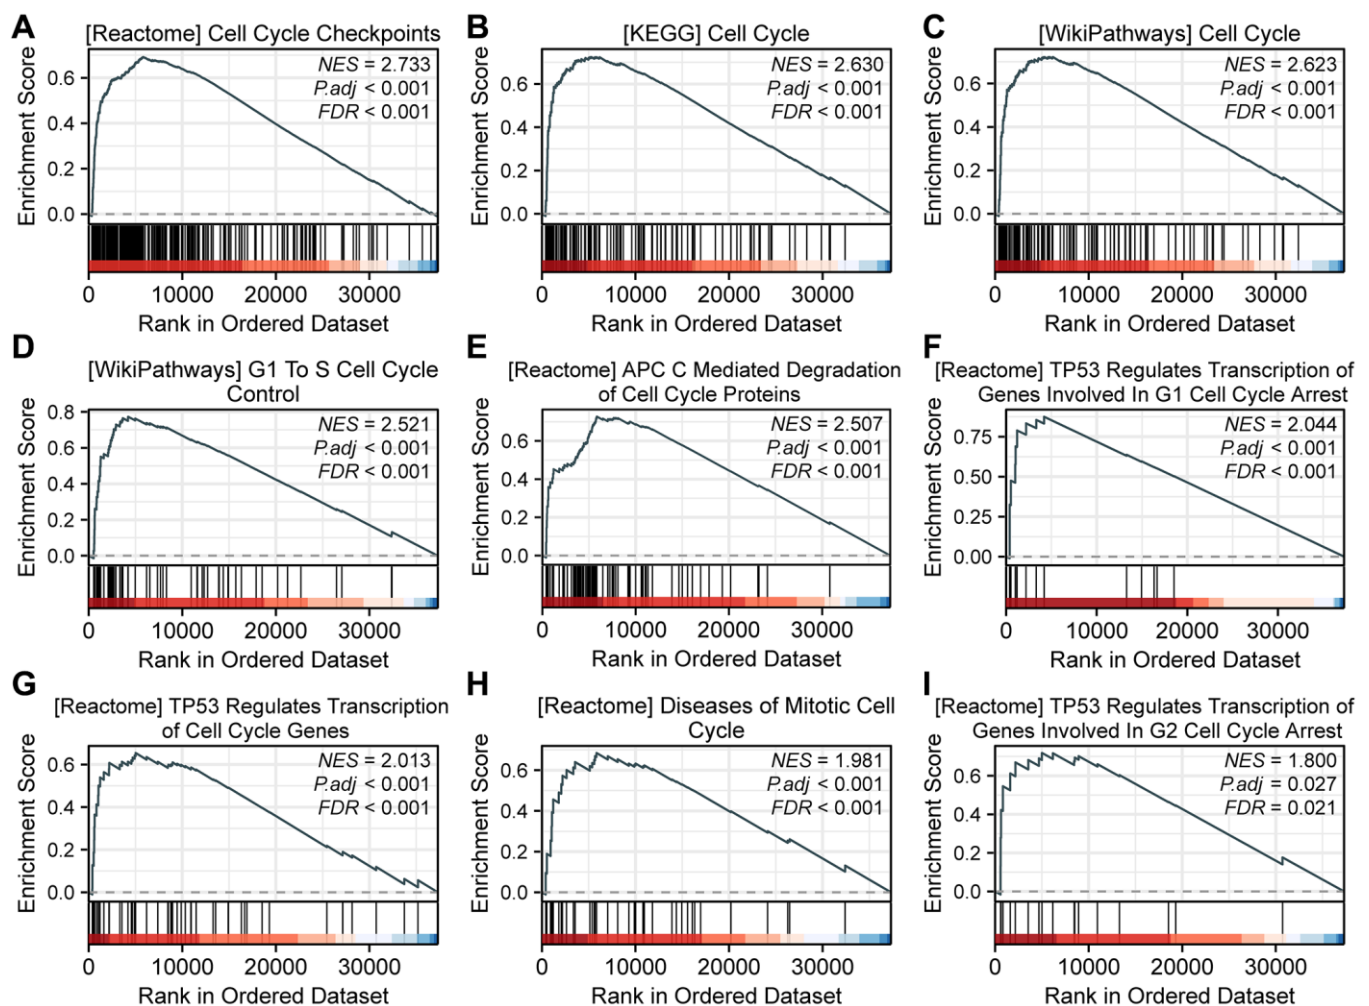 A
[Reactome] Cell Cycle Checkpoints
NES = 2.733
P.adj < 0.001
FDR < 0.001
Enrichment Score
0.6
0.4
0.2
0.0
0 10000 20000 30000
Rank in Ordered Dataset
B
[KEGG] Cell Cycle
NES = 2.630
P.adj < 0.001
FDR < 0.001
Enrichment Score
0.6
0.4
0.2
0.0
0 10000 20000 30000
Rank in Ordered Dataset
C
[WikiPathways] Cell Cycle
NES = 2.623
P.adj < 0.001
FDR < 0.001
Enrichment Score
0.6
0.4
0.2
0.0
0 10000 20000 30000
Rank in Ordered Dataset
D
[WikiPathways] G1 To S Cell Cycle
Control
NES = 2.521
P.adj < 0.001
FDR < 0.001
Enrichment Score
0.8
0.6
0.4
0.2
0.0
0 10000 20000 30000
Rank in Ordered Dataset
E
[Reactome] APC C Mediated Degradation
of Cell Cycle Proteins
NES = 2.507
P.adj < 0.001
FDR < 0.001
Enrichment Score
0.6
0.4
0.2
0.0
0 10000 20000 30000
Rank in Ordered Dataset
F
[Reactome] TP53 Regulates Transcription of
Genes Involved In G1 Cell Cycle Arrest
NES = 2.044
P.adj < 0.001
FDR < 0.001
Enrichment Score
0.75
0.50
0.25
0.00
0 10000 20000 30000
Rank in Ordered Dataset
G
[Reactome] TP53 Regulates Transcription
of Cell Cycle Genes
NES = 2.013
P.adj < 0.001
FDR < 0.001
Enrichment Score
0.6
0.4
0.2
0.0
0 10000 20000 30000
Rank in Ordered Dataset
H
[Reactome] Diseases of Mitotic Cell
Cycle
NES = 1.981
P.adj < 0.001
FDR < 0.001
Enrichment Score
0.6
0.4
0.2
0.0
0 10000 20000 30000
Rank in Ordered Dataset
I
[Reactome] TP53 Regulates Transcription of
Genes Involved In G2 Cell Cycle Arrest
NES = 1.800
P.adj = 0.027
FDR = 0.021
Enrichment Score
0.6
0.4
0.2
0.0
0 10000 20000 30000
Rank in Ordered Dataset